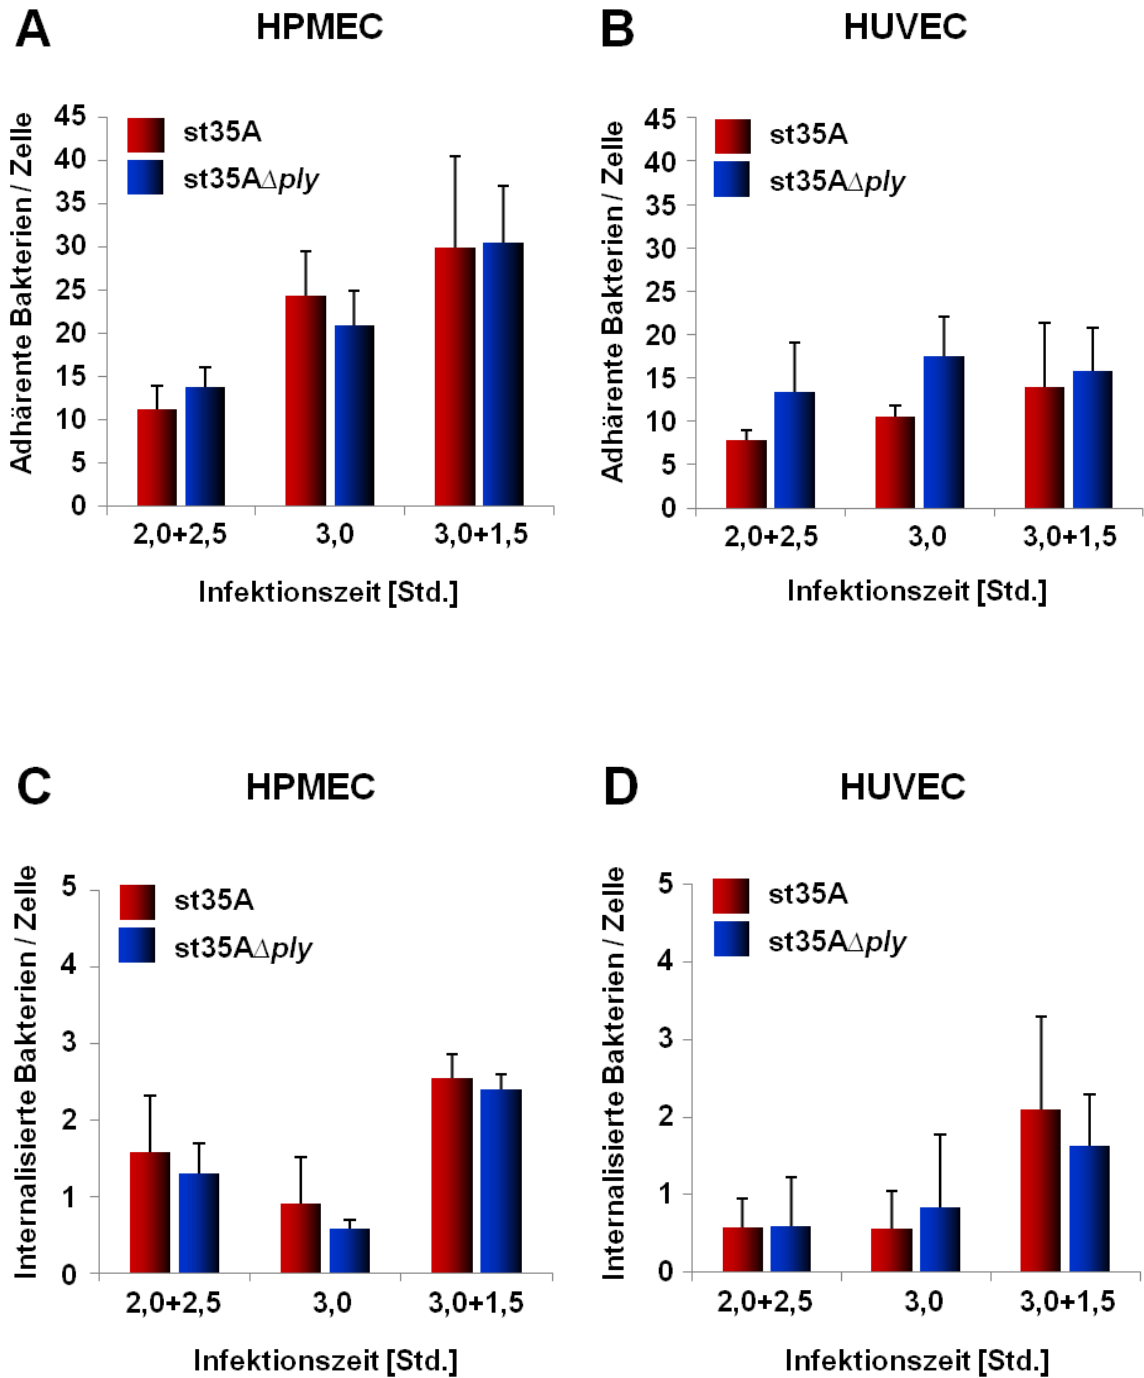 A
HPMEC
Adhärente Bakterien / Zelle
45
40
35
30
25
20
15
10
5
0
st35A
st35AΔply
2,0+2,5
3,0
3,0+1,5
Infektionszeit [Std.]
B
HUVEC
Adhärente Bakterien / Zelle
45
40
35
30
25
20
15
10
5
0
st35A
st35AΔply
2,0+2,5
3,0
3,0+1,5
Infektionszeit [Std.]
C
HPMEC
Internalisierte Bakterien / Zelle
5
4
3
2
1
0
st35A
st35AΔply
2,0+2,5
3,0
3,0+1,5
Infektionszeit [Std.]
D
HUVEC
Internalisierte Bakterien / Zelle
5
4
3
2
1
0
st35A
st35AΔply
2,0+2,5
3,0
3,0+1,5
Infektionszeit [Std.]